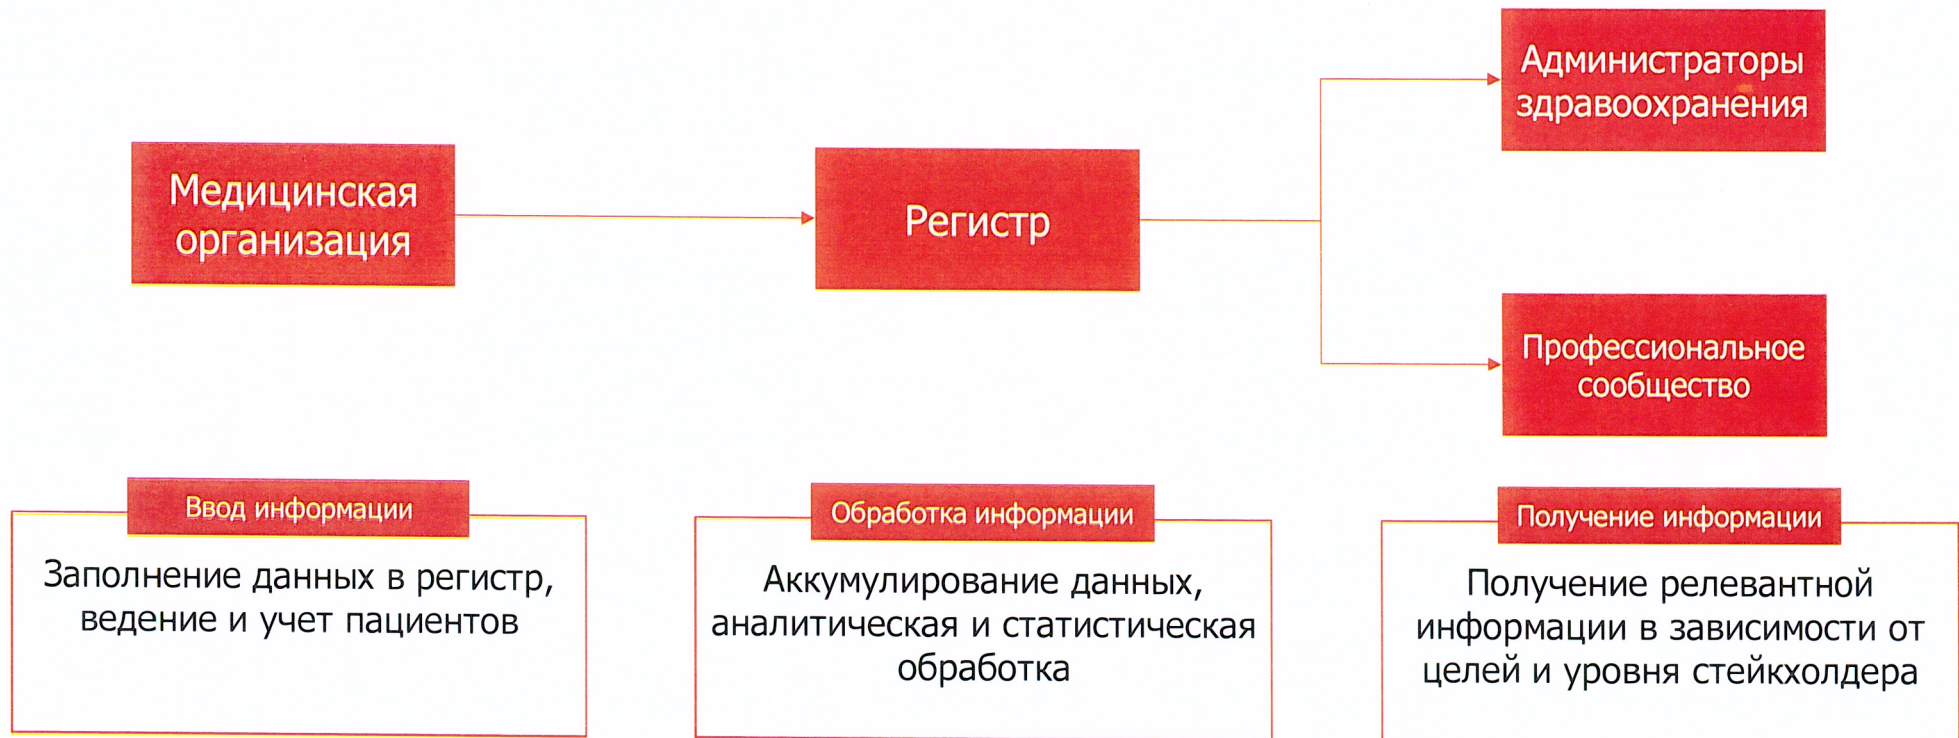 Администраторы
здравоохранения
Медицинская
организация
Регистр
Профессиональное
сообщество
Ввод информации
Заполнение данных в регистр,
ведение и учет пациентов
Обработка информации
Аккумулирование данных,
аналитическая и статистическая
обработка
Получение информации
Получение релевантной
информации в зависимости от
целей и уровня стейкхолдера